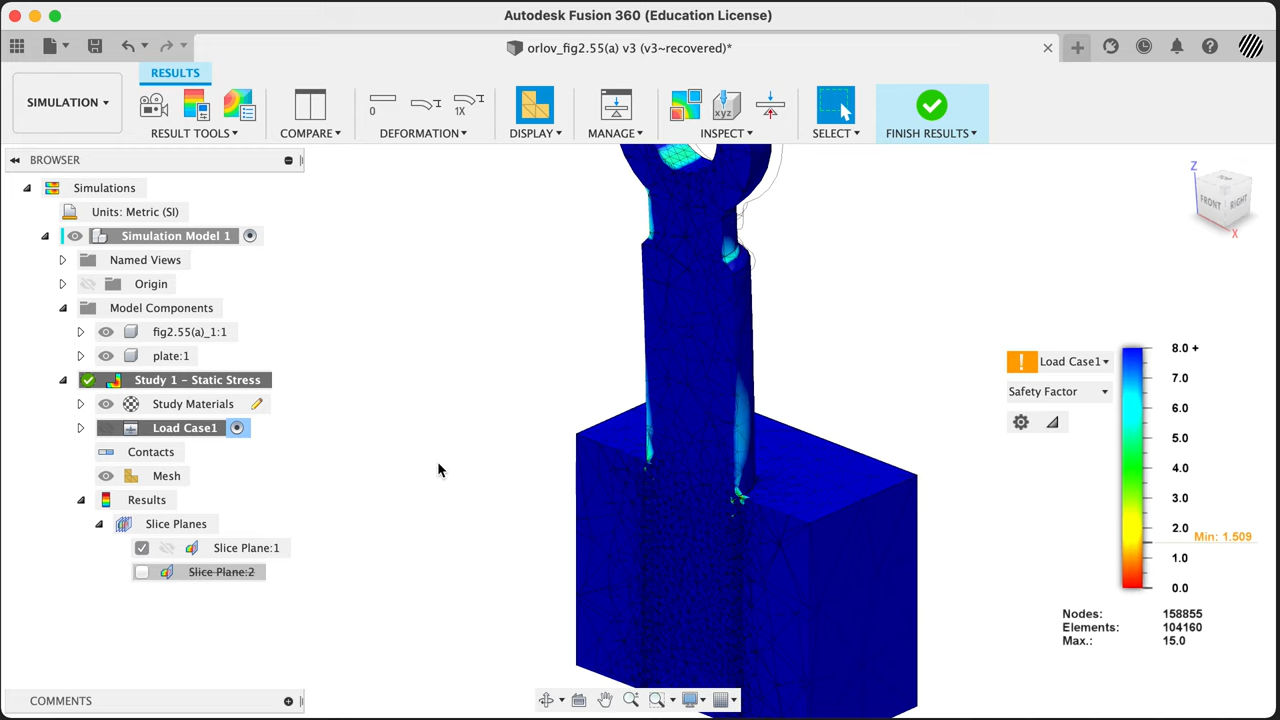 Autodesk Fusion 360 (Education License)
orlov_fig2.55(a) v3 (v3~recovered)*
RESULTS
SIMULATION
0
1X
xyz
RESULT TOOLS
COMPARE
DEFORMATION
DISPLAY
MANAGE
INSPECT
SELECT
FINISH RESULTS
BROWSER
Simulations
Units: Metric (SI)
Simulation Model 1
Named Views
Origin
Model Components
fig2.55(a)_1:1
plate:1
Study 1 - Static Stress
Study Materials
Load Case1
Contacts
Mesh
Results
Slice Planes
Slice Plane:1
Slice Plane:2
Z
TOP
FRONT
RIGHT
X
Load Case1
Safety Factor
8.0 +
7.0
6.0
5.0
4.0
3.0
2.0
Min: 1.509
1.0
0.0
Nodes: 158855
Elements: 104160
Max.: 15.0
COMMENTS